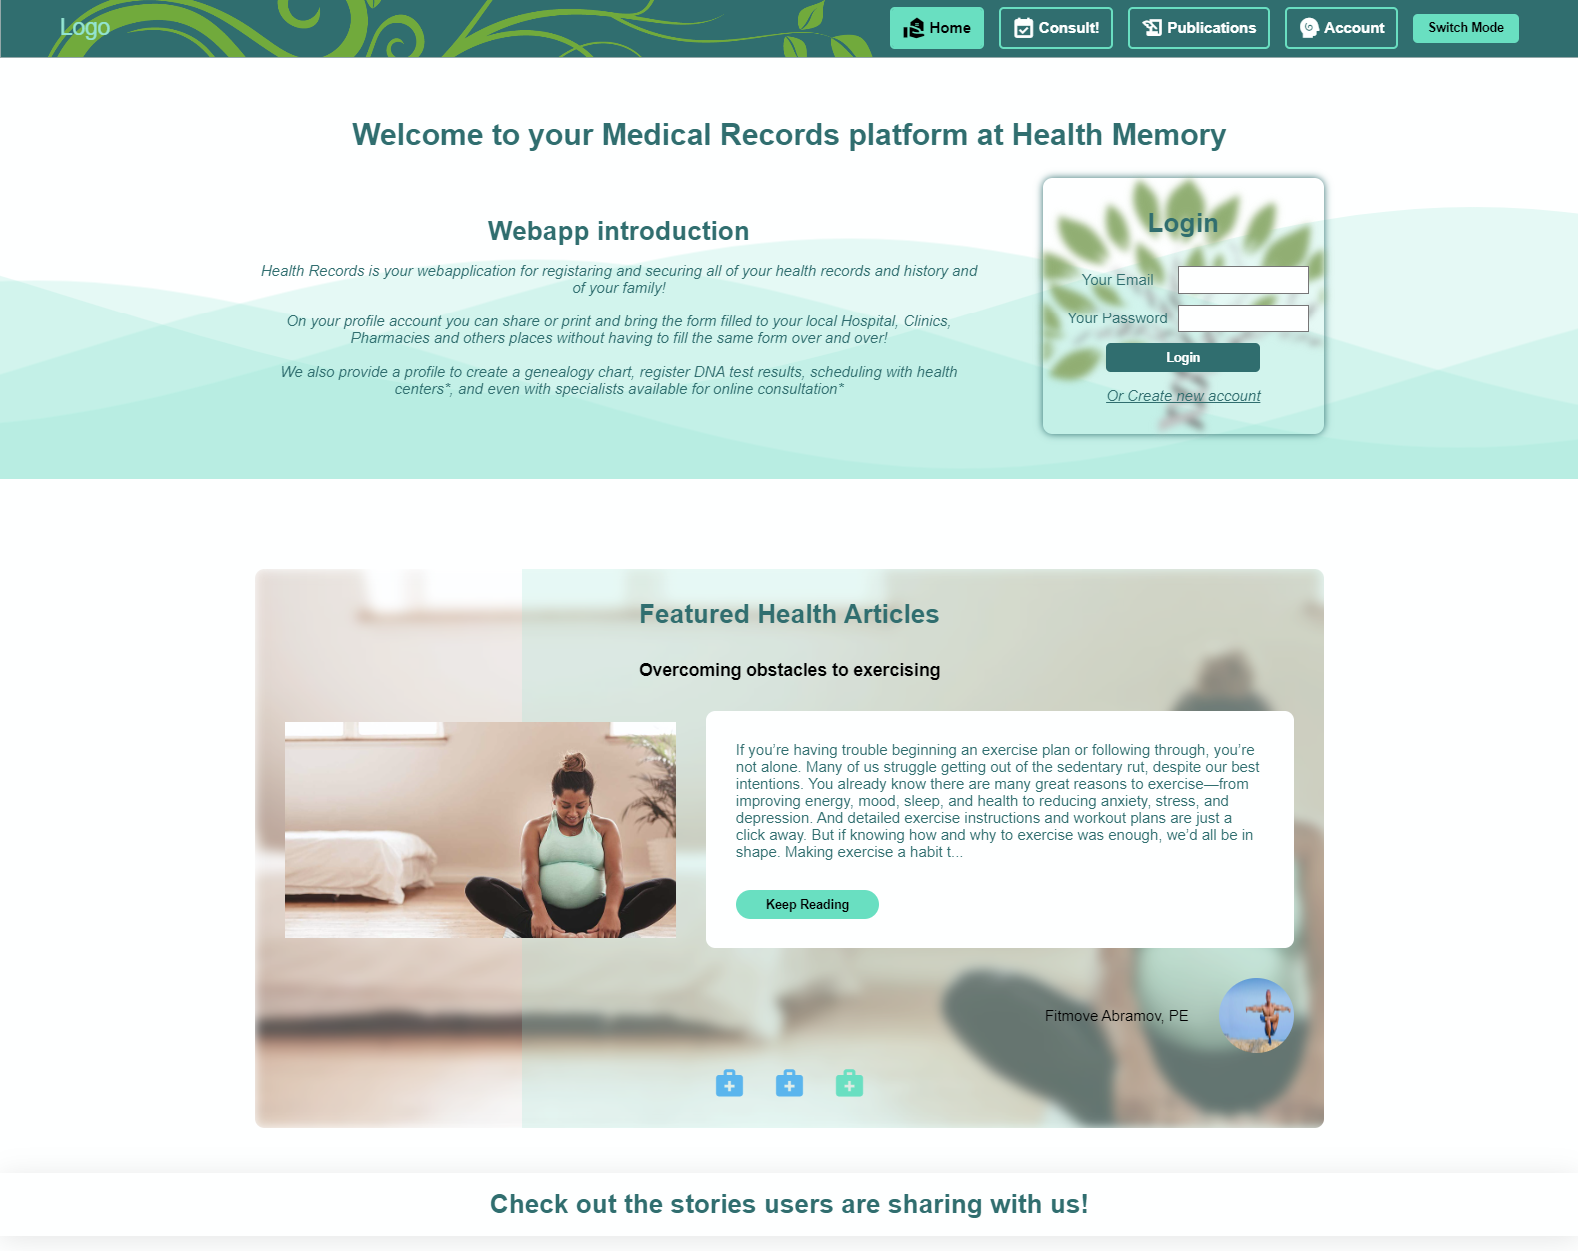 Logo
Home
Consult!
Publications
Account
Switch Mode
Welcome to your Medical Records platform at Health Memory
Webapp introduction
Health Records is your webapplication for registaring and securing all of your health records and history and
of your family!
On your profile account you can share or print and bring the form filled to your local Hospital, Clinics,
Pharmacies and others places without having to fill the same form over and over!
We also provide a profile to create a genealogy chart, register DNA test results, scheduling with health
centers*, and even with specialists available for online consultation*
Login
Your Email
Your Password
Login
Or Create new account
Featured Health Articles
Overcoming obstacles to exercising
If you’re having trouble beginning an exercise plan or following through, you’re
not alone. Many of us struggle getting out of the sedentary rut, despite our best
intentions. You already know there are many great reasons to exercise—from
improving energy, mood, sleep, and health to reducing anxiety, stress, and
depression. And detailed exercise instructions and workout plans are just a
click away. But if knowing how and why to exercise was enough, we’d all be in
shape. Making exercise a habit t...
Keep Reading
Fitmove Abramov, PE
Check out the stories users are sharing with us!